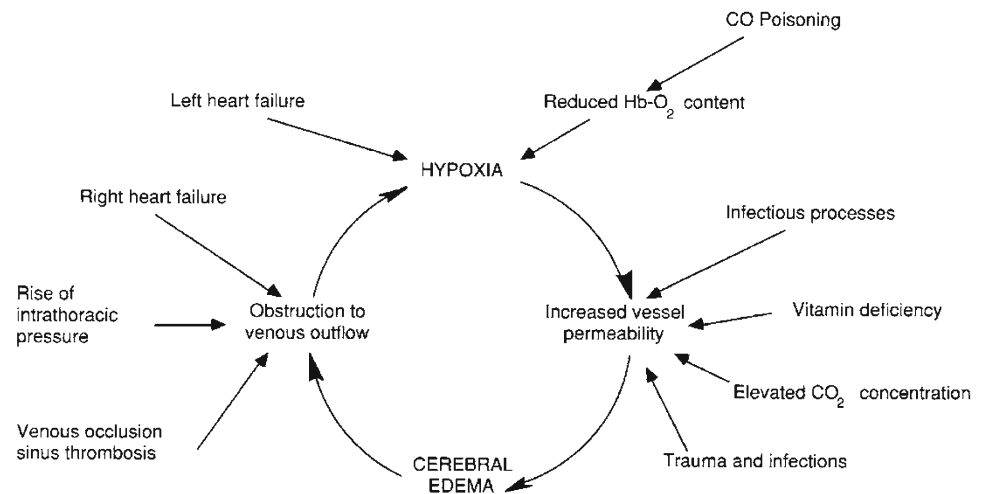 CO Poisoning
Left heart failure
Reduced Hb-O₂ content
HYPOXIA
Right heart failure
Infectious processes
Rise of
intrathoracic
pressure
Obstruction to
venous outflow
Increased vessel
permeability
Vitamin deficiency
Elevated CO₂ concentration
Venous occlusion
sinus thrombosis
CEREBRAL
EDEMA
Trauma and infections